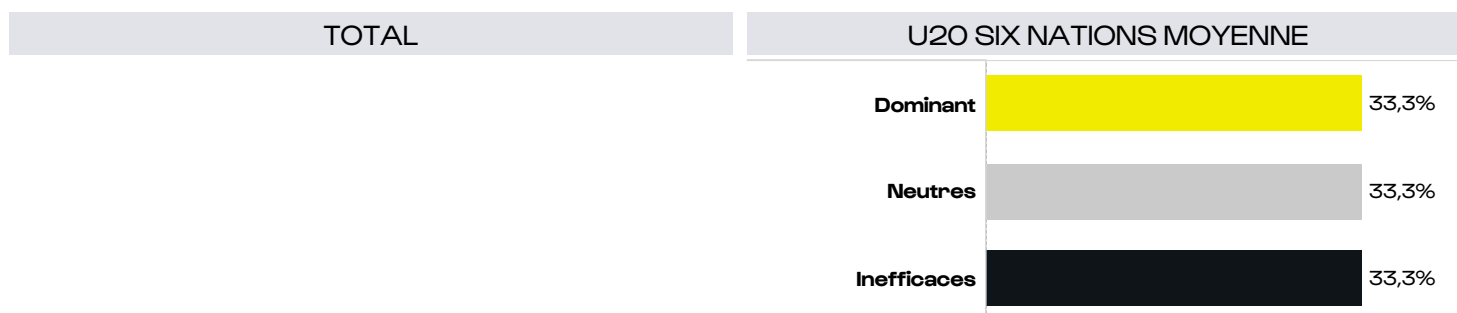 TOTAL
U20 SIX NATIONS MOYENNE
Dominant 33,3%
Neutres 33,3%
Inefficaces 33,3%